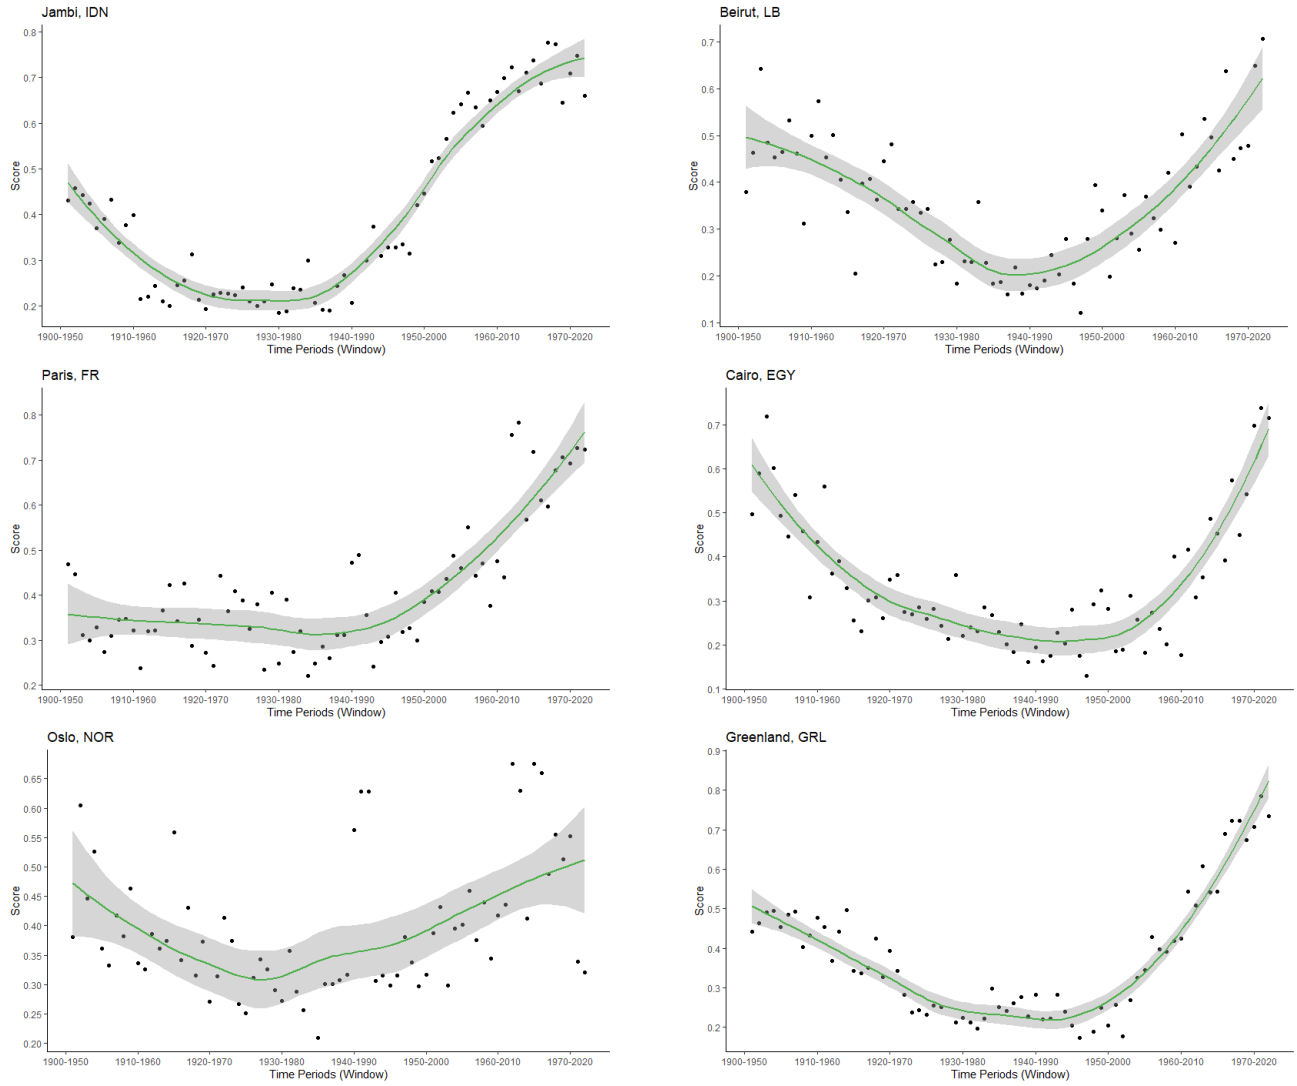 Jambi, IDN
Score
0.8
0.7
0.6
0.5
0.4
0.3
0.2
1900-1950 1910-1960 1920-1970 1930-1980 1940-1990 1950-2000 1960-2010 1970-2020
Time Periods (Window)
Beirut, LB
Score
0.7
0.6
0.5
0.4
0.3
0.2
0.1
1900-1950 1910-1960 1920-1970 1930-1980 1940-1990 1950-2000 1960-2010 1970-2020
Time Periods (Window)
Paris, FR
Score
0.8
0.7
0.6
0.5
0.4
0.3
0.2
1900-1950 1910-1960 1920-1970 1930-1980 1940-1990 1950-2000 1960-2010 1970-2020
Time Periods (Window)
Cairo, EGY
Score
0.7
0.6
0.5
0.4
0.3
0.2
0.1
1900-1950 1910-1960 1920-1970 1930-1980 1940-1990 1950-2000 1960-2010 1970-2020
Time Periods (Window)
Oslo, NOR
Score
0.65
0.60
0.55
0.50
0.45
0.40
0.35
0.30
0.25
0.20
1900-1950 1910-1960 1920-1970 1930-1980 1940-1990 1950-2000 1960-2010 1970-2020
Time Periods (Window)
Greenland, GRL
Score
0.9
0.8
0.7
0.6
0.5
0.4
0.3
0.2
1900-1950 1910-1960 1920-1970 1930-1980 1940-1990 1950-2000 1960-2010 1970-2020
Time Periods (Window)